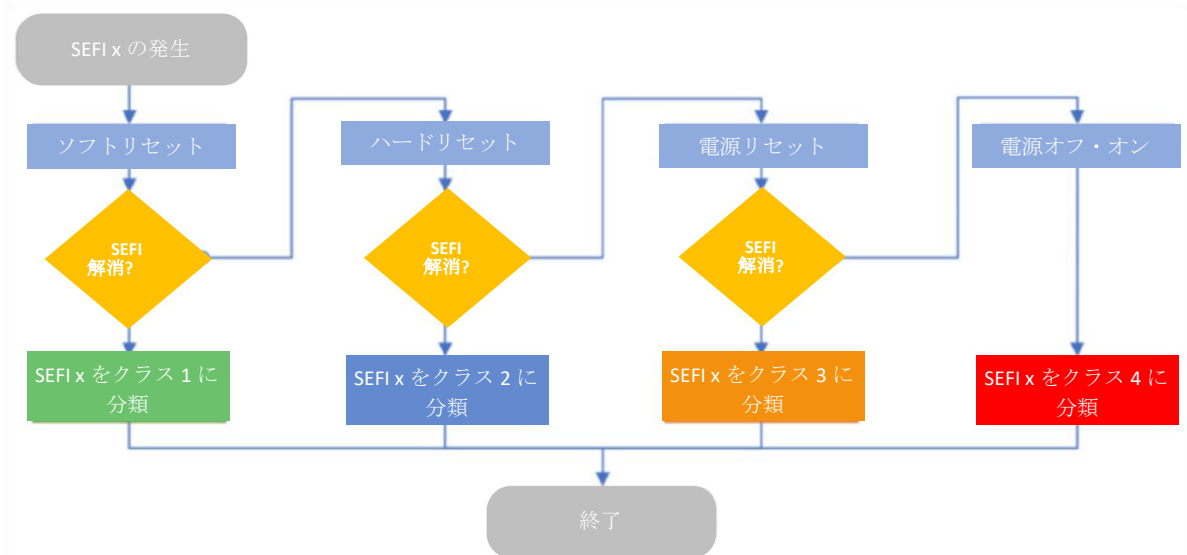 SEFI x の発生
ソフトリセット
ハードリセット
電源リセット
電源オフ・オン
SEFI
解消?
SEFI
解消?
SEFI
解消?
SEFI x をクラス 1 に
分類
SEFI x をクラス 2 に
分類
SEFI x をクラス 3 に
分類
SEFI x をクラス 4 に
分類
終了